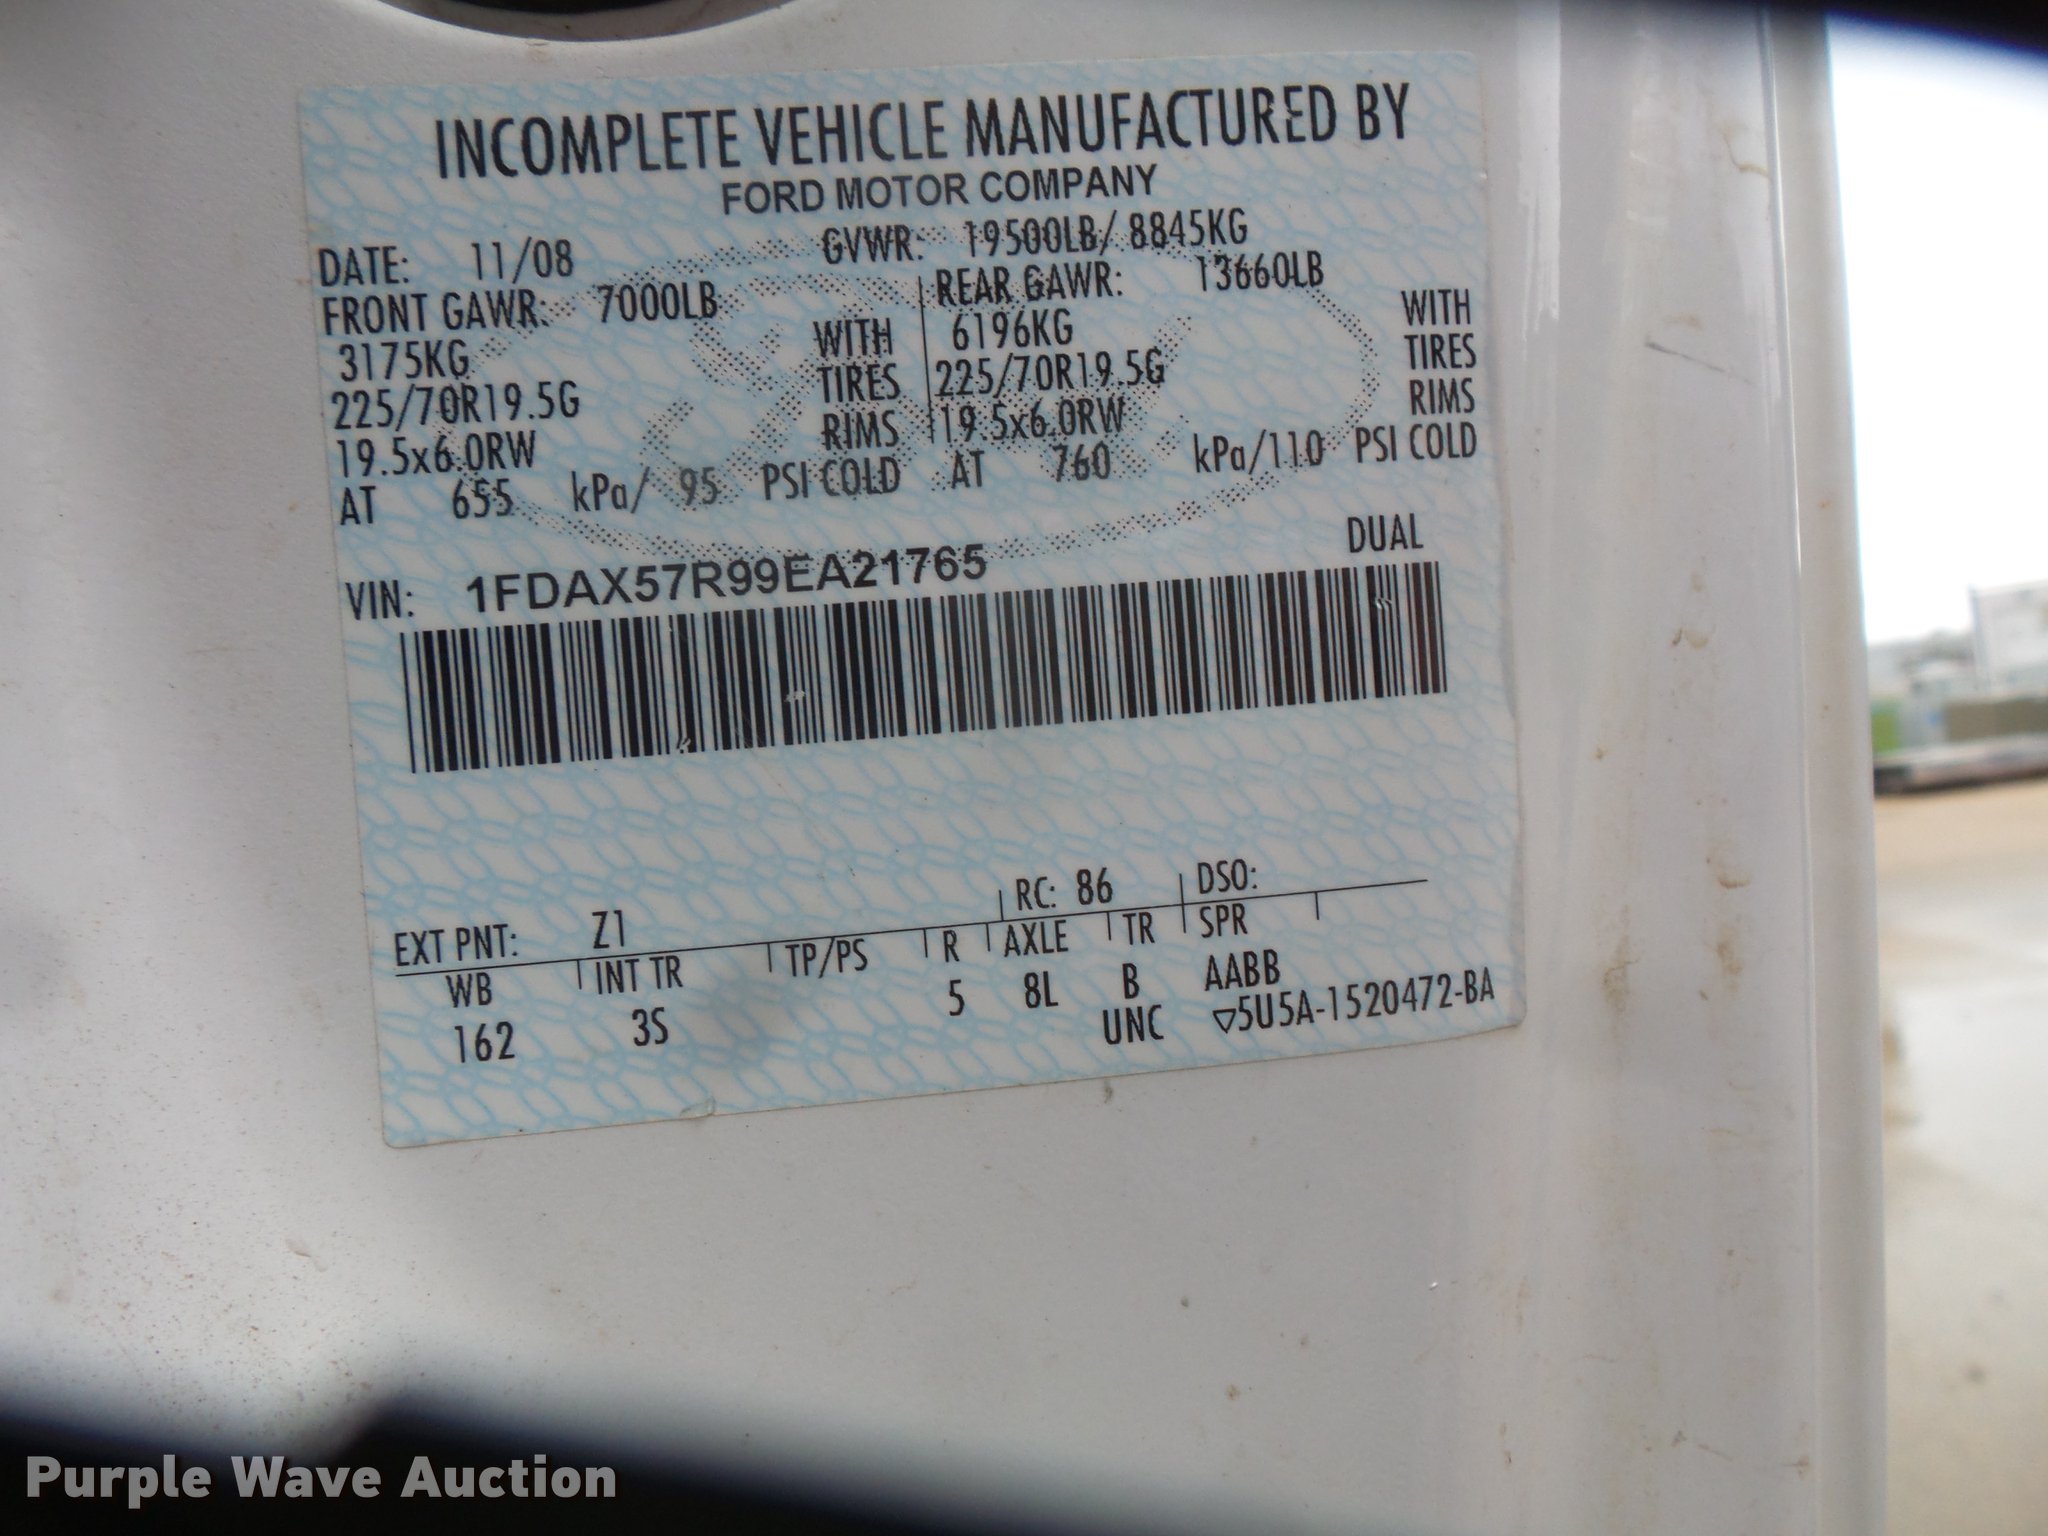 INCOMPLETE VEHICLE MANUFACTURED BY
FORD MOTOR COMPANY
DATE: 11/08 GVWR: 19500LB/ 8845KG
FRONT GAWR: 7000LB REAR GAWR: 13660LB
3175KG WITH 6196KG WITH
225/70R19.5G TIRES 225/70R19.5G TIRES
19.5x6.0RW RIMS 19.5x6.0RW RIMS
AT 655 kPa/ 95 PSI COLD AT 760 kPa/110 PSI COLD
DUAL
VIN: 1FDAX57R99EA21765
RC: 86 DSO:
EXT PNT: Z1
WB INT TR TP/PS R AXLE TR SPR
162 3S 5 8L B AABB
UNC ▽5U5A-1520472-BA
Purple Wave Auction